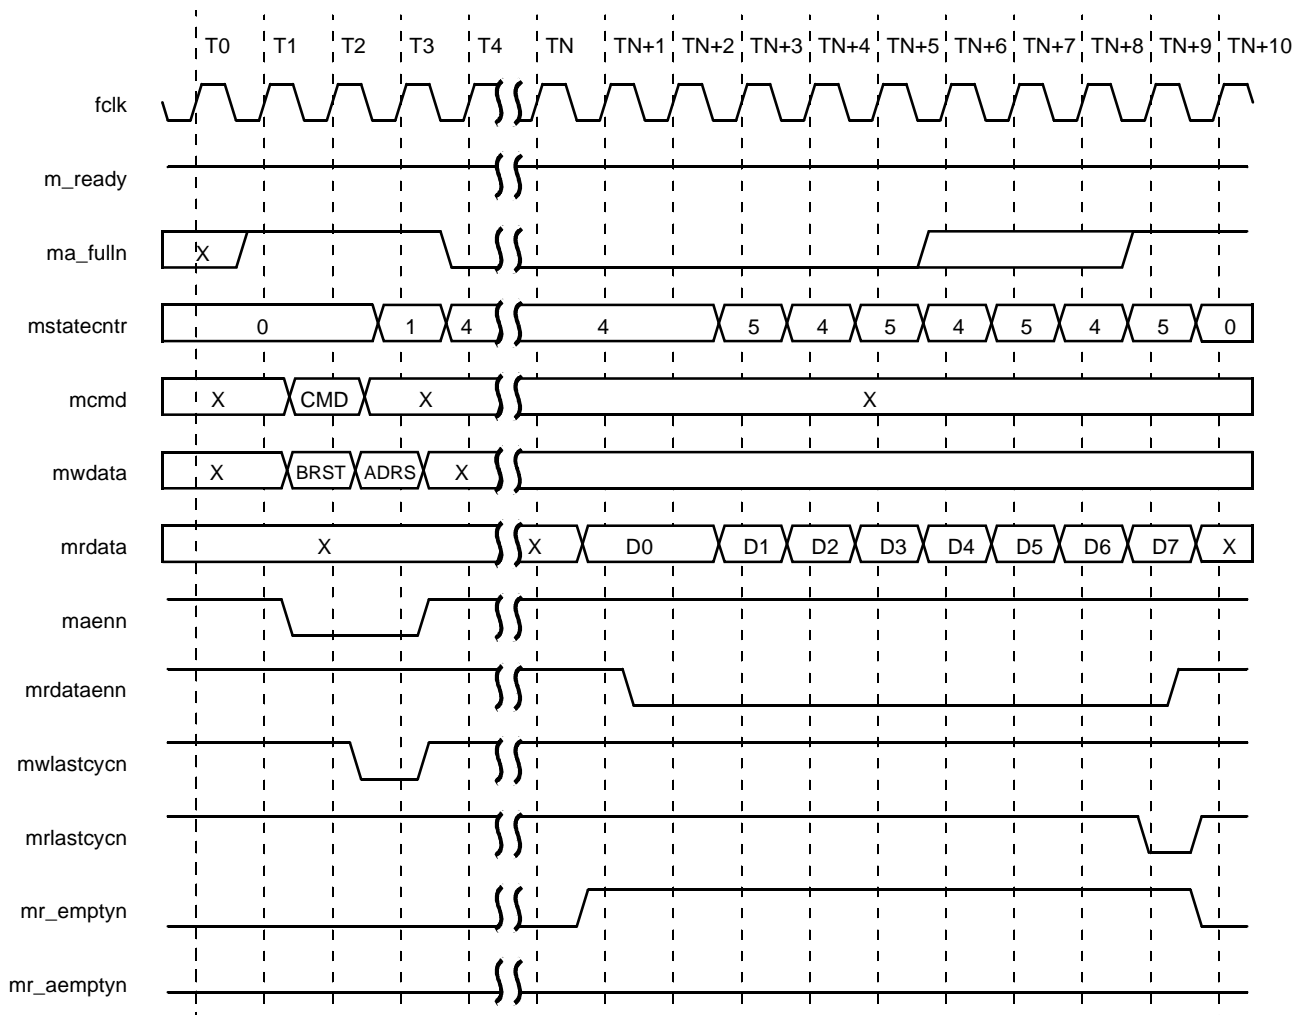 T0 T1 T2 T3 T4 TN TN+1 TN+2 TN+3 TN+4 TN+5 TN+6 TN+7 TN+8 TN+9 TN+10
fclk
m_ready
ma_fulln X
mstatecntr 0 1 4 4 5 4 5 4 5 4 5 0
mcmd X CMD X X
mwdata X BRST ADRS X
mrdata X X D0 D1 D2 D3 D4 D5 D6 D7 X
maenn
mrdataenn
mwlastcycn
mrlastcycn
mr_emptyn
mr_aemptyn